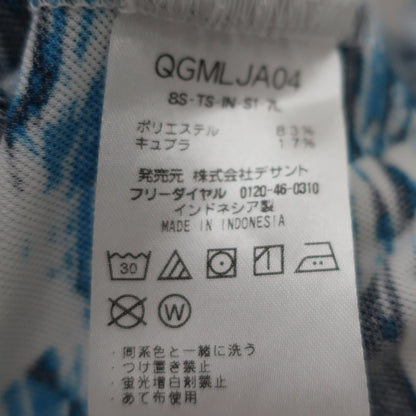 QGMLJA04
8S-TS-IN-S1-7L
ポリエステル 83%
キュプラ 17%
発売元 株式会社デサント
フリーダイヤル 0120-46-0310
インドネシア製
MADE IN INDONESIA
30
W
・同系色と一緒に洗う
・つけ置き禁止
・蛍光増白剤禁止
・あて布使用